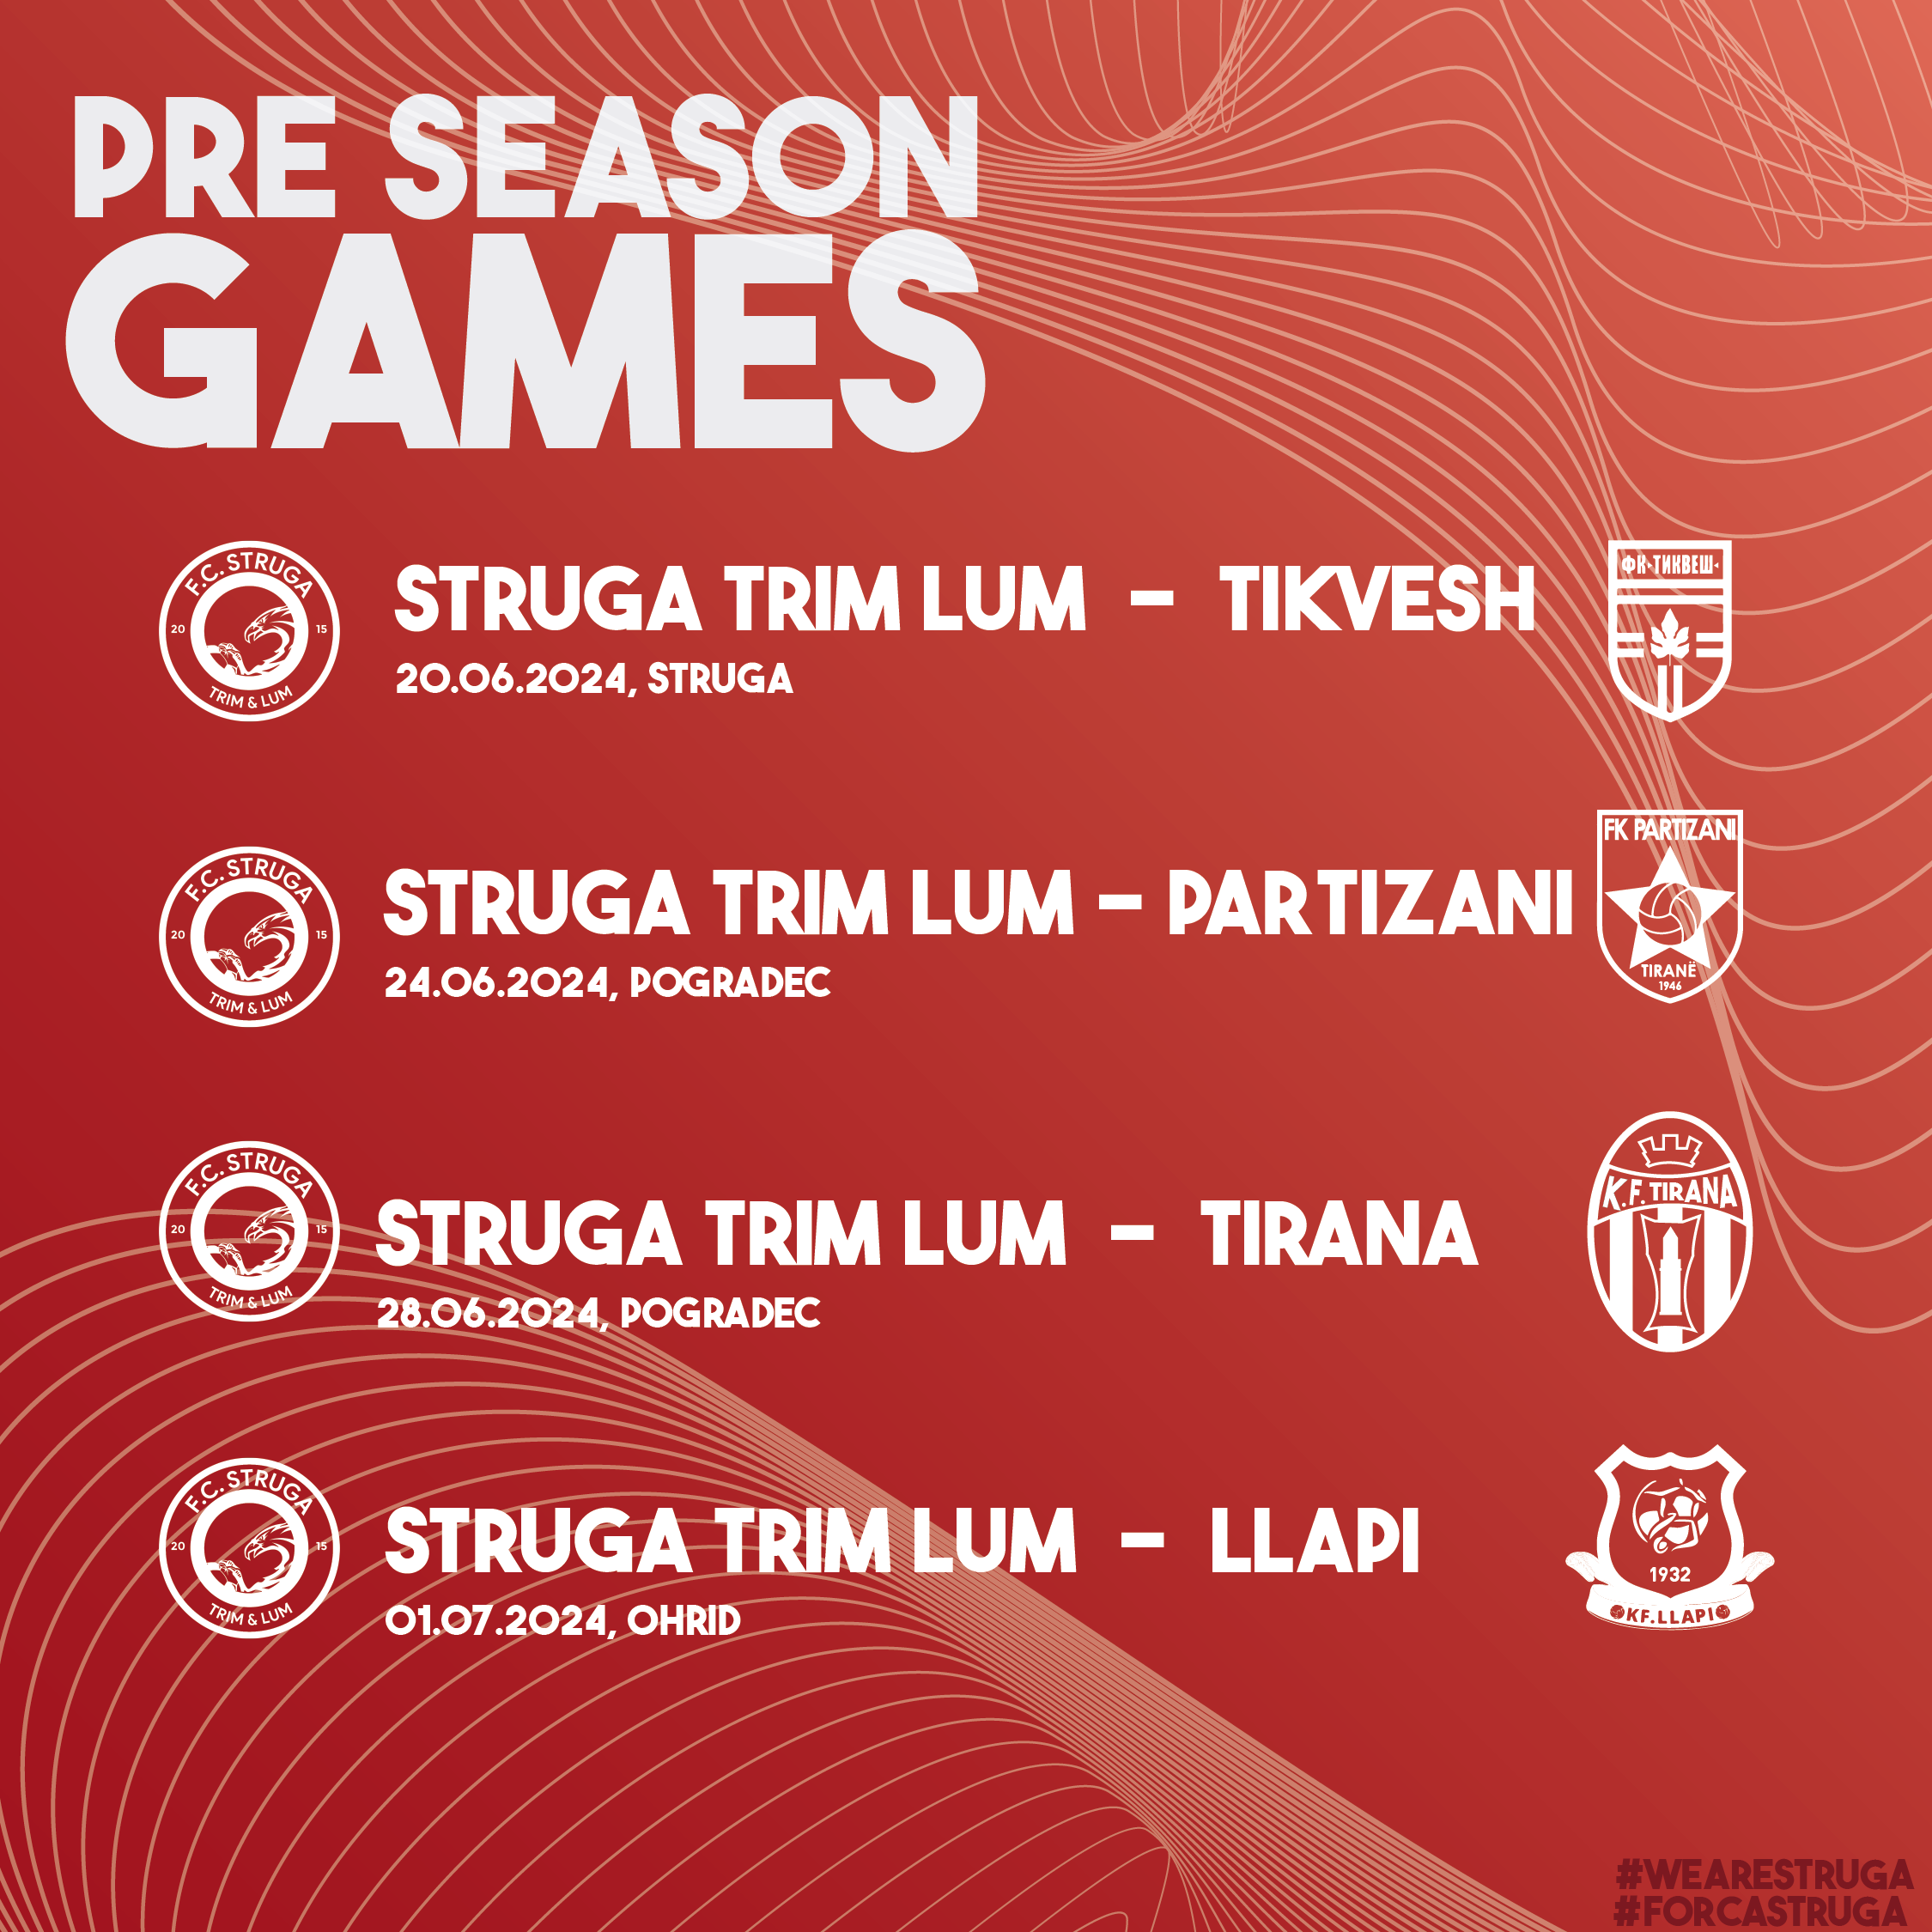 PRE SEASON
GAMES
F.C. STRUGA
20 15
TRIM & LUM
STRUGA TRIM LUM - TIKVESH
20.06.2024, STRUGA
ФК•ТИКВЕШ•
F.C. STRUGA
20 15
TRIM & LUM
STRUGA TRIM LUM - PARTIZANI
24.06.2024, POGRADEC
FK PARTIZANI
TIRANË
1946
F.C. STRUGA
20 15
TRIM & LUM
STRUGA TRIM LUM - TIRANA
28.06.2024, POGRADEC
K.F. TIRANA
F.C. STRUGA
20 15
TRIM & LUM
STRUGA TRIM LUM - LLAPI
01.07.2024, OHRID
1932
KF.LLAPI
#WEARESTRUGA
#FORCASTRUGA